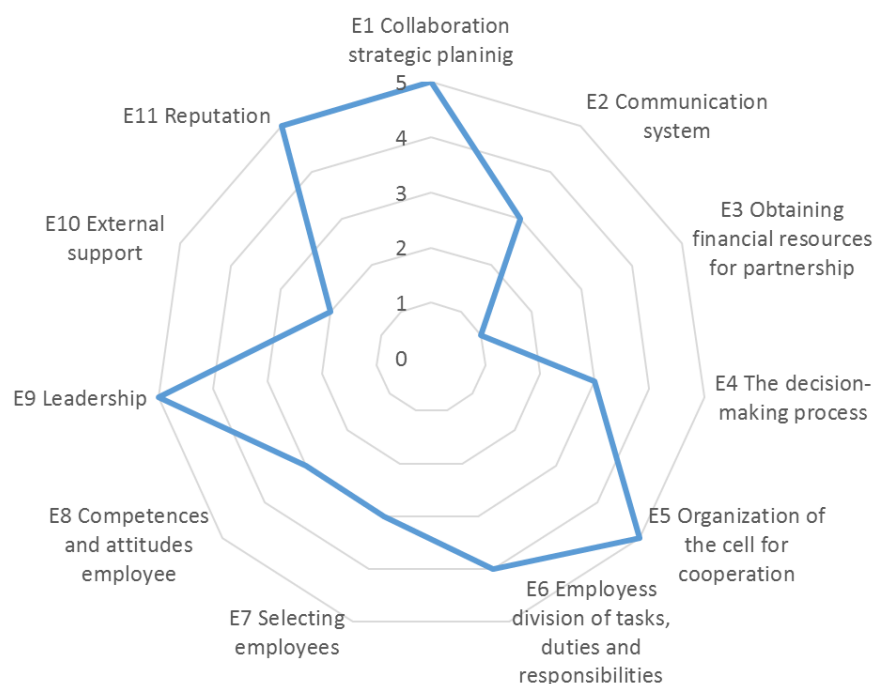 E1 Collaboration
strategic planinig
E2 Communication
system
E3 Obtaining
financial resources
for partnership
E4 The decision-
making process
E5 Organization of
the cell for
cooperation
E6 Employess
division of tasks,
duties and
responsibilities
E7 Selecting
employees
E8 Competences
and attitudes
employee
E9 Leadership
E10 External
support
E11 Reputation
5
4
3
2
1
0